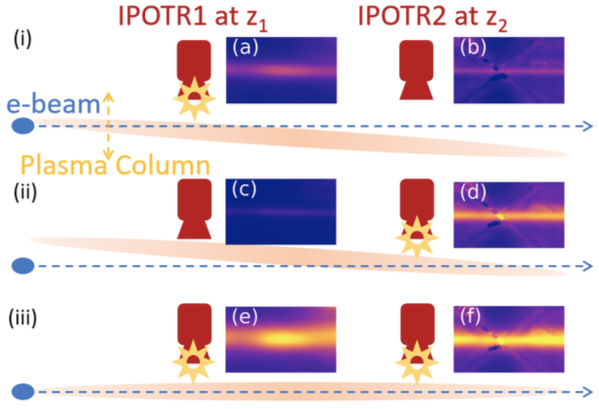 IPOTR1 at z1 IPOTR2 at z2
(i)
(a)
(b)
e-beam
Plasma Column
(ii)
(c)
(d)
(iii)
(e)
(f)